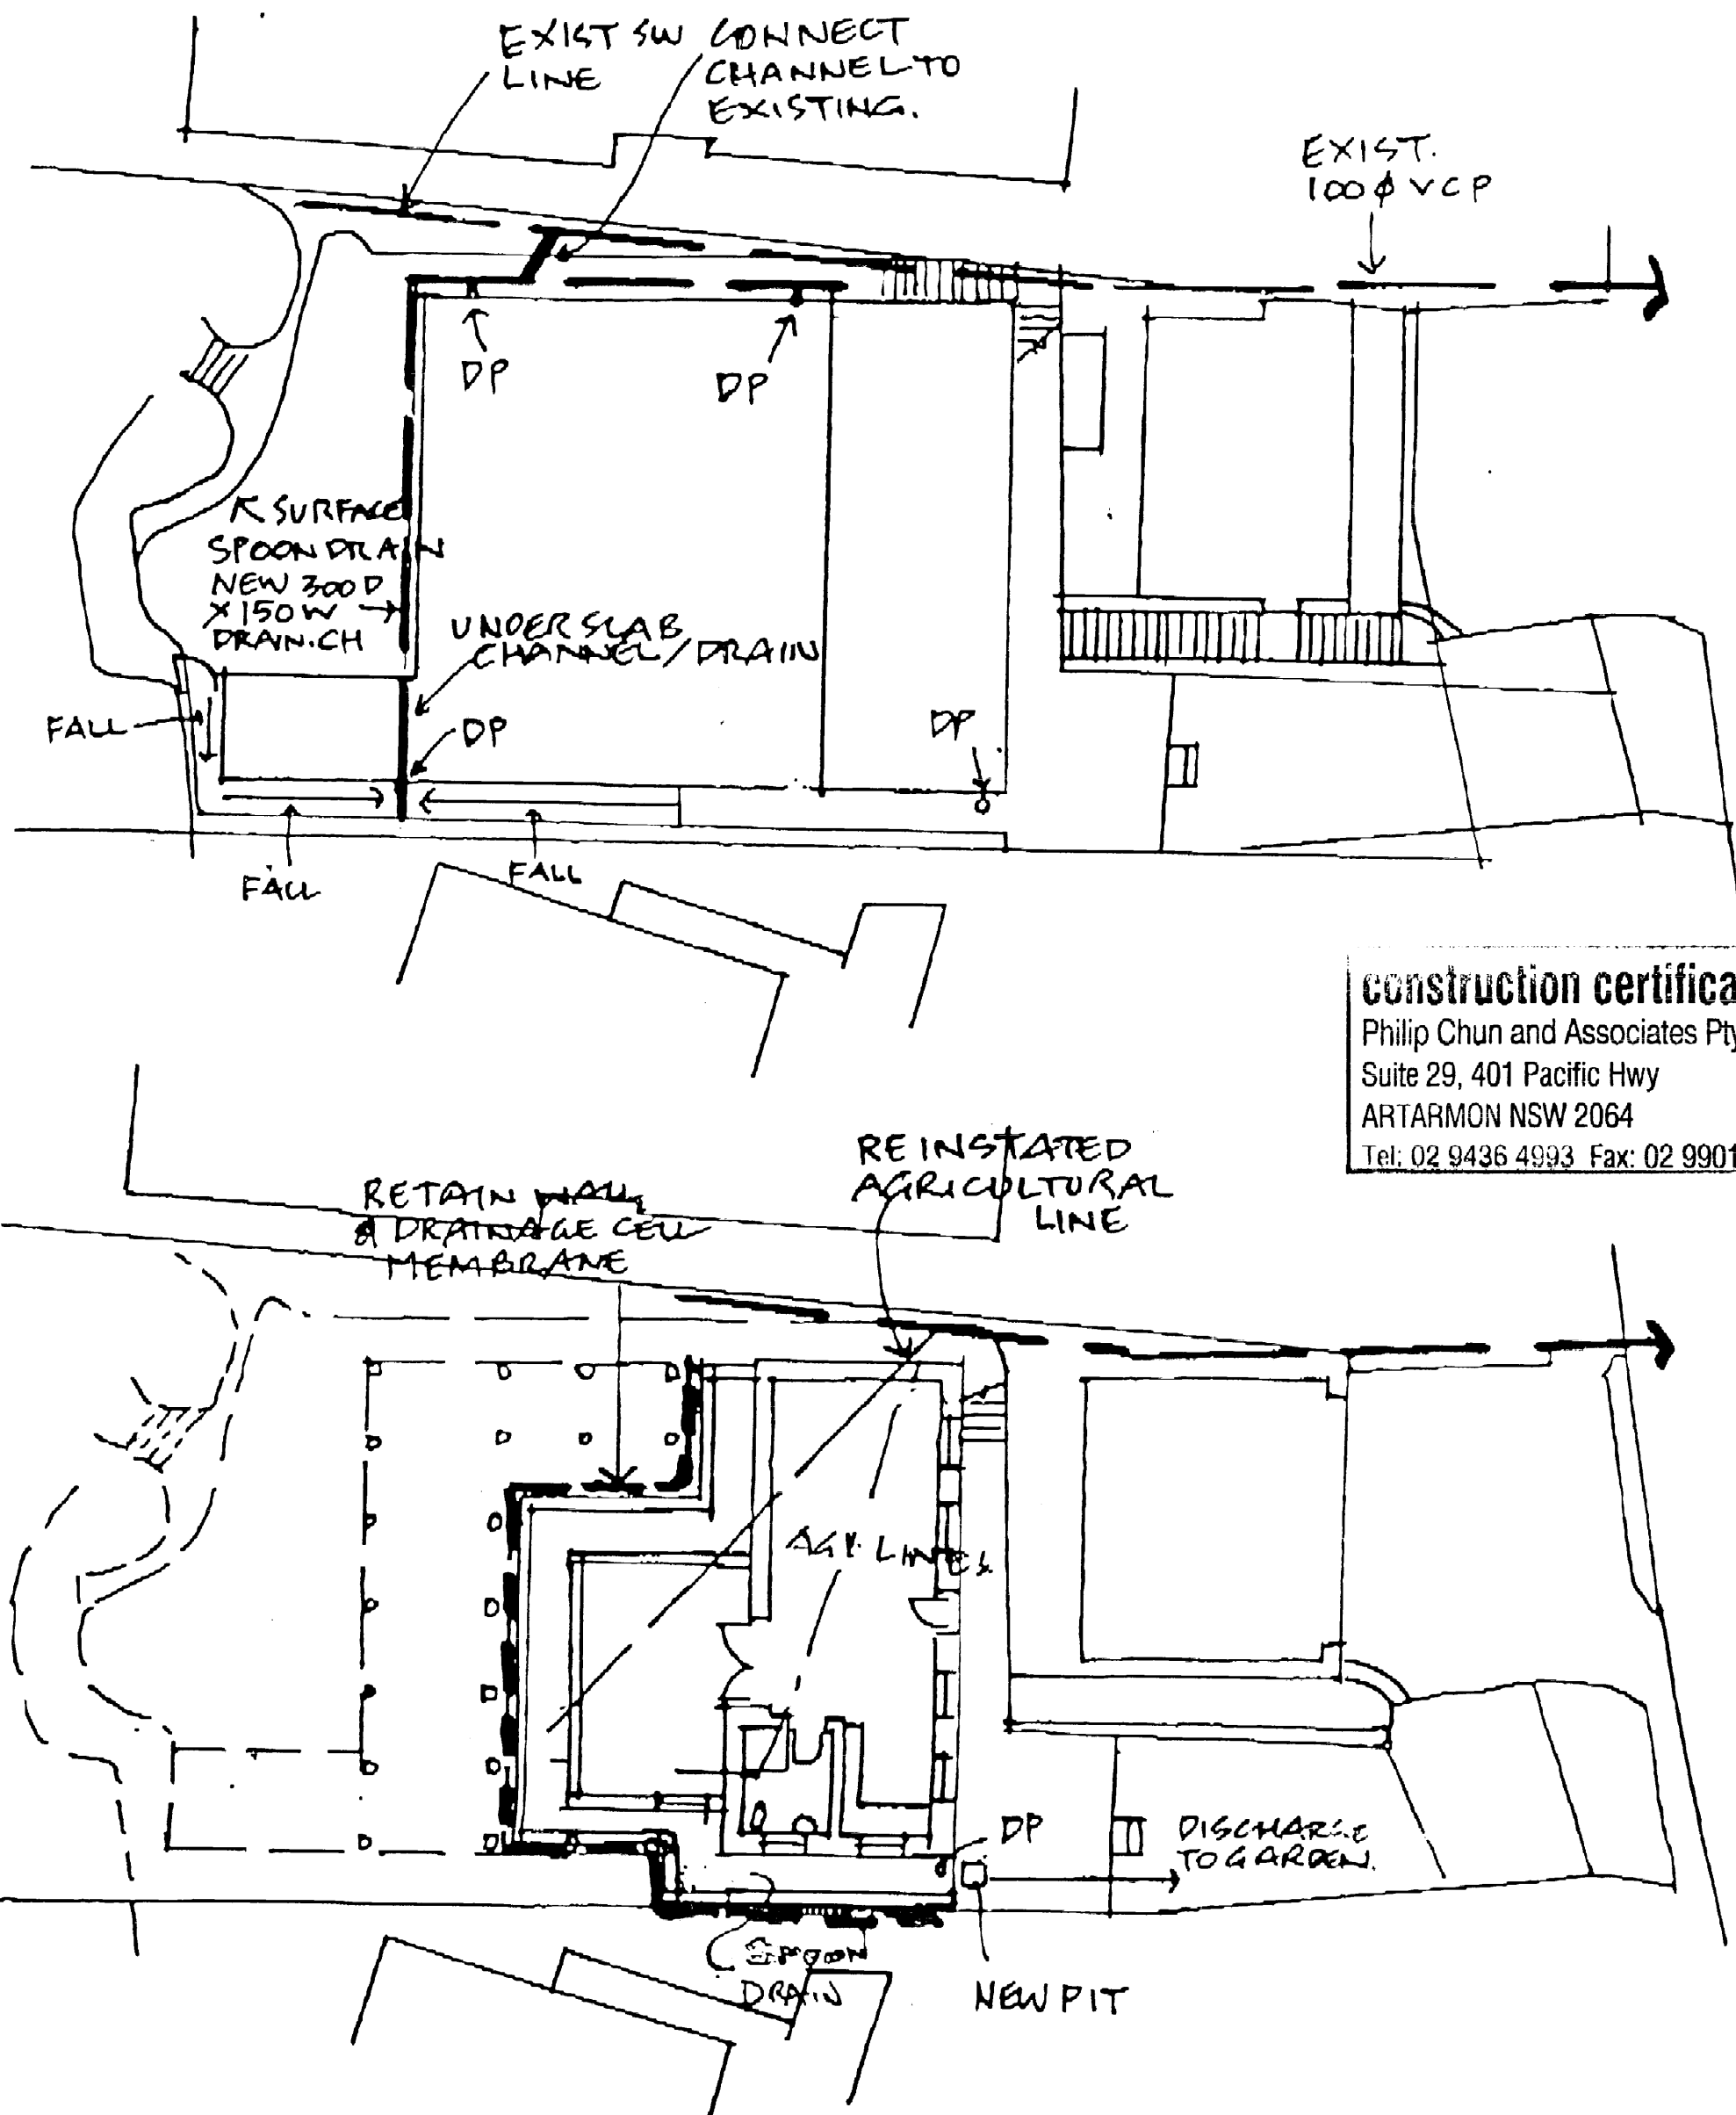 EXIST SW
LINE
CONNECT
CHANNEL TO
EXISTING.
EXIST.
100 φ VCP
DP
DP
SURFACE
SPOON DRAIN
NEW 300 D
X 150 W
DRAIN.CH
UNDER SLAB
CHANNEL/DRAIN
FALL
DP
DP
FALL
FALL
construction certifica
Philip Chun and Associates Pty
Suite 29, 401 Pacific Hwy
ARTARMON NSW 2064
Tel: 02 9436 4993 Fax: 02 9901
REINSTATED
AGRICULTURAL
LINE
RETAIN WALL
& DRAINAGE CELL
MEMBRANE
AGR. LINES
DP
DISCHARGE
TO GARDEN.
SPOON
DRAIN
NEW PIT